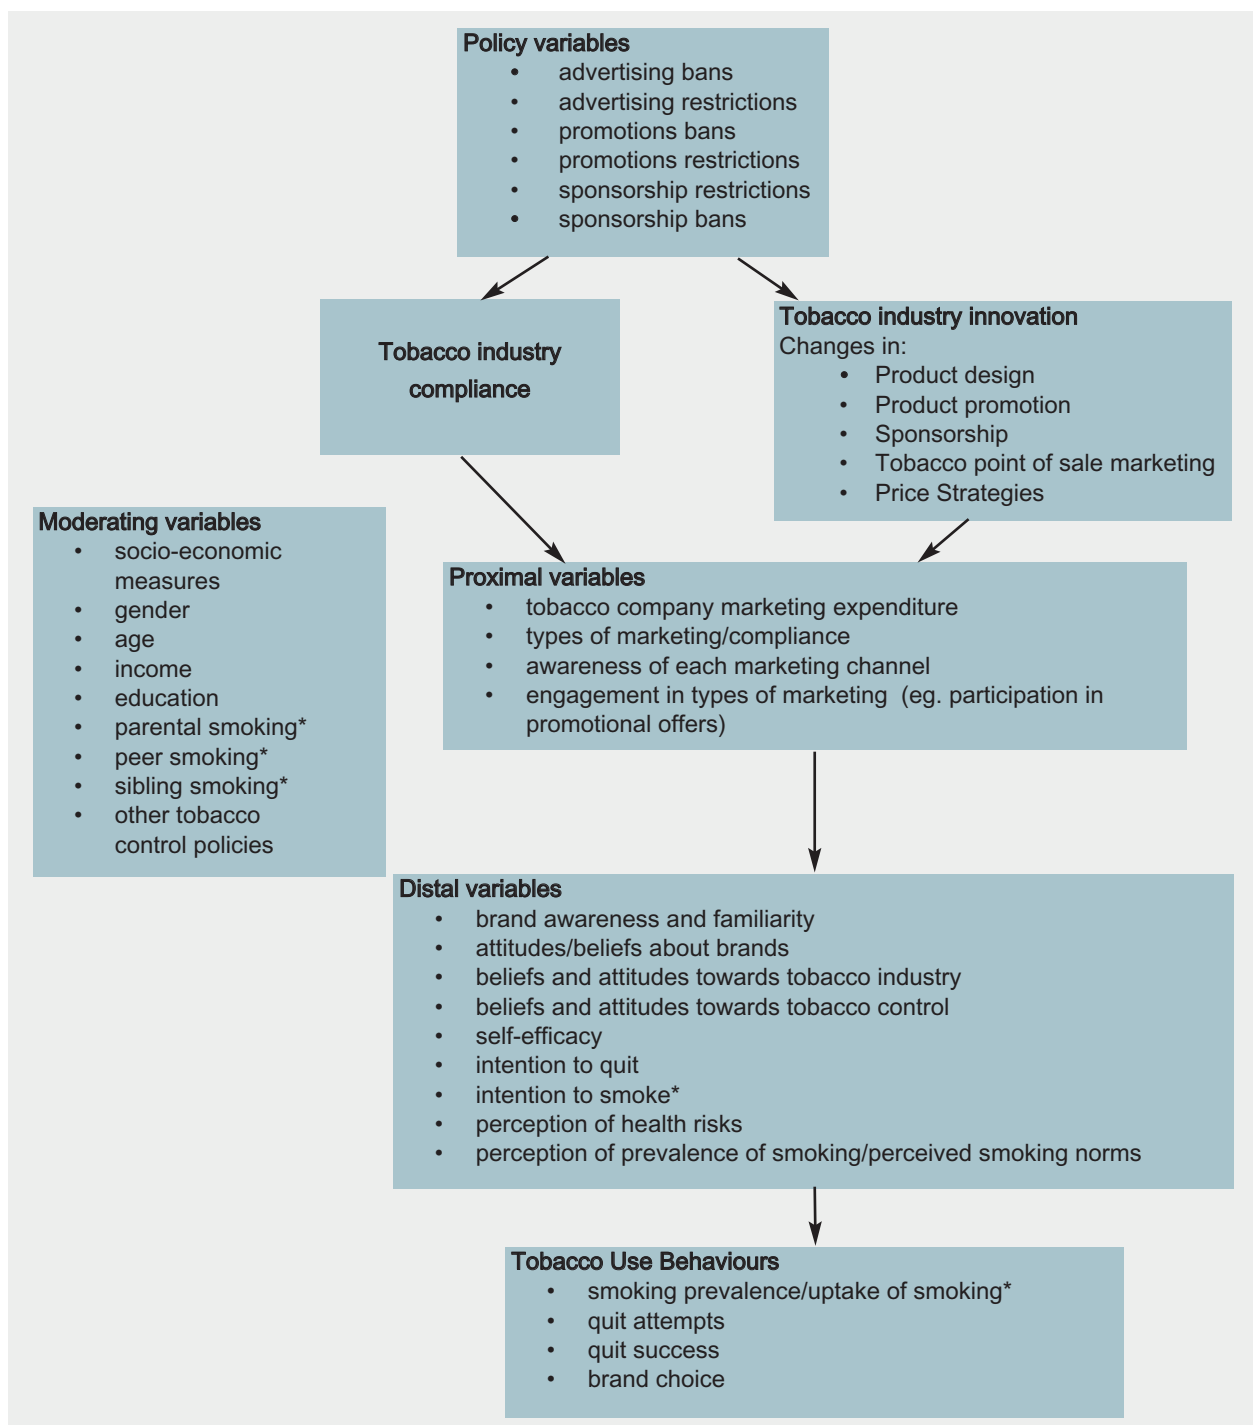 Policy variables
• advertising bans
• advertising restrictions
• promotions bans
• promotions restrictions
• sponsorship restrictions
• sponsorship bans
Tobacco industry
compliance
Tobacco industry innovation
Changes in:
• Product design
• Product promotion
• Sponsorship
• Tobacco point of sale marketing
• Price Strategies
Moderating variables
• socio-economic
measures
• gender
• age
• income
• education
• parental smoking*
• peer smoking*
• sibling smoking*
• other tobacco
control policies
Proximal variables
• tobacco company marketing expenditure
• types of marketing/compliance
• awareness of each marketing channel
• engagement in types of marketing (eg. participation in
promotional offers)
Distal variables
• brand awareness and familiarity
• attitudes/beliefs about brands
• beliefs and attitudes towards tobacco industry
• beliefs and attitudes towards tobacco control
• self-efficacy
• intention to quit
• intention to smoke*
• perception of health risks
• perception of prevalence of smoking/perceived smoking norms
Tobacco Use Behaviours
• smoking prevalence/uptake of smoking*
• quit attempts
• quit success
• brand choice